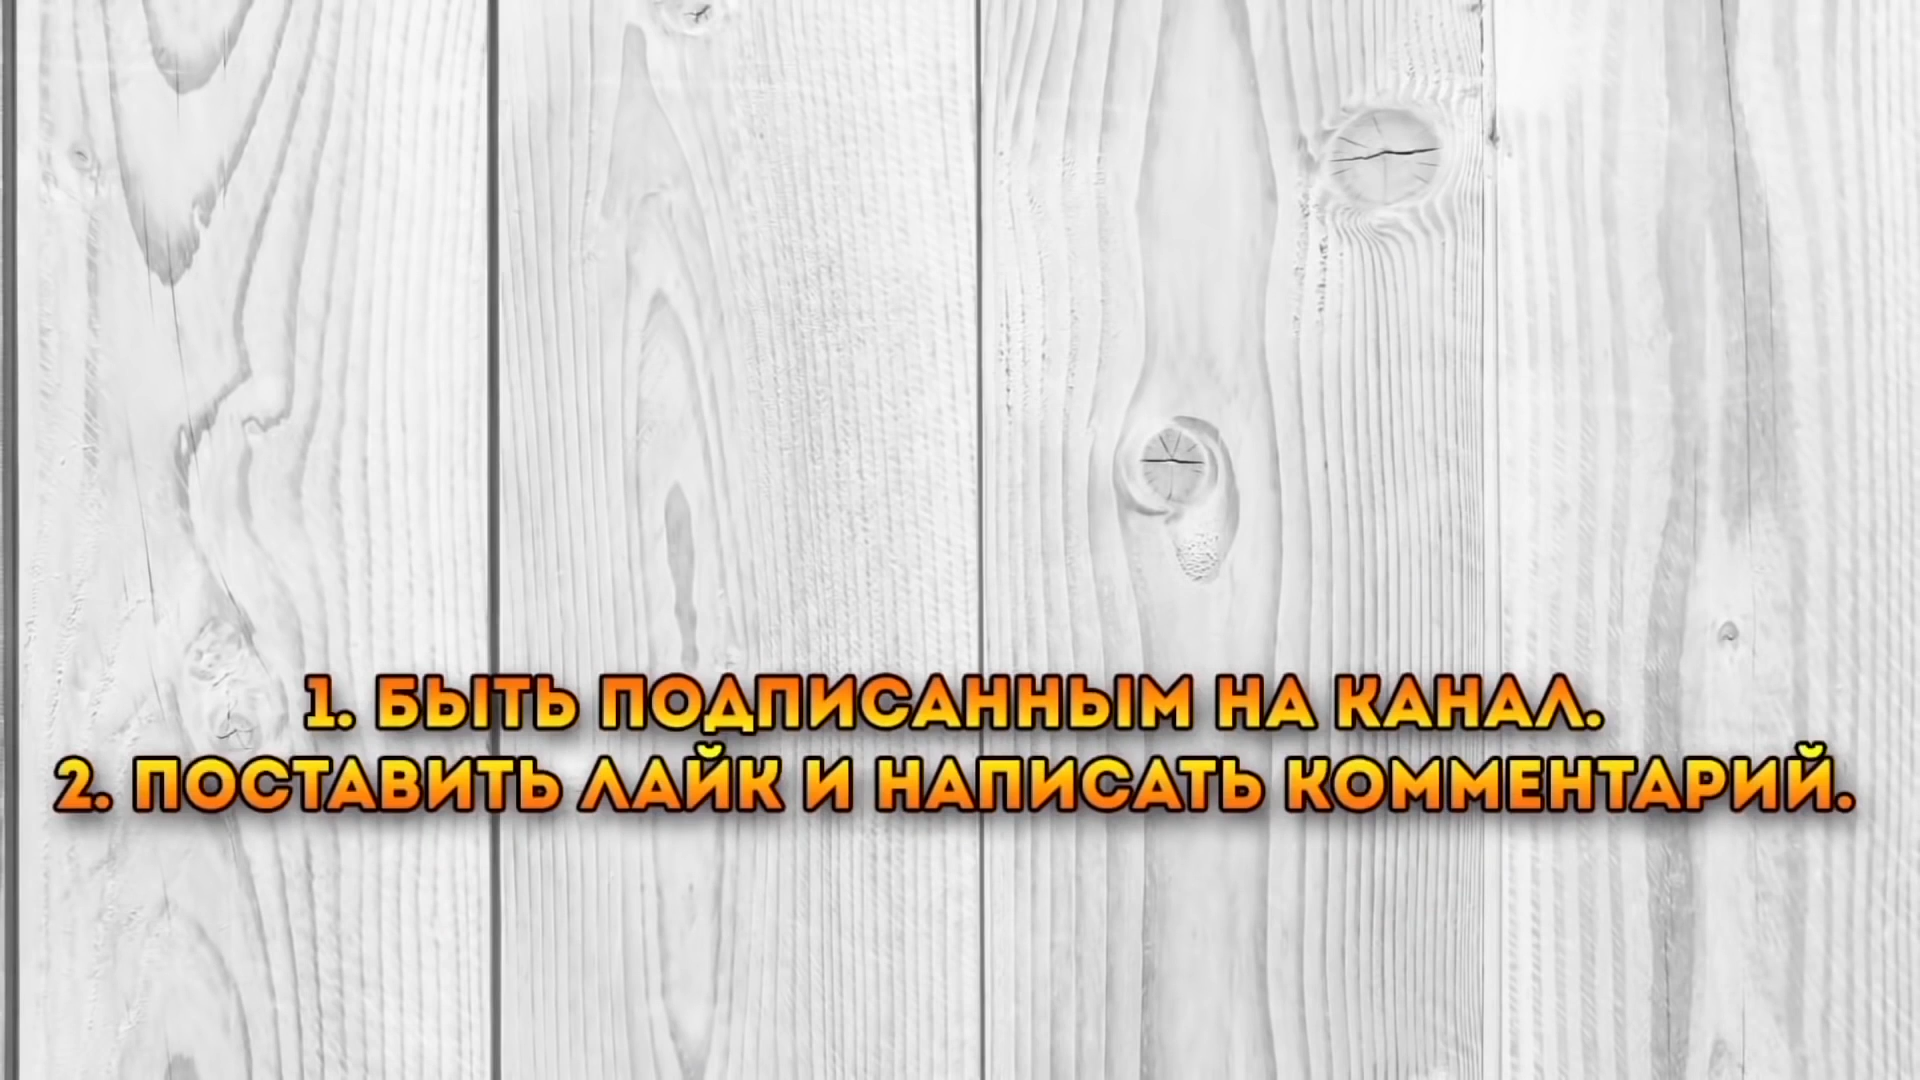 1. БЫТЬ ПОДПИСАННЫМ НА КАНАЛ.
2. ПОСТАВИТЬ ЛАЙК И НАПИСАТЬ КОММЕНТАРИЙ.